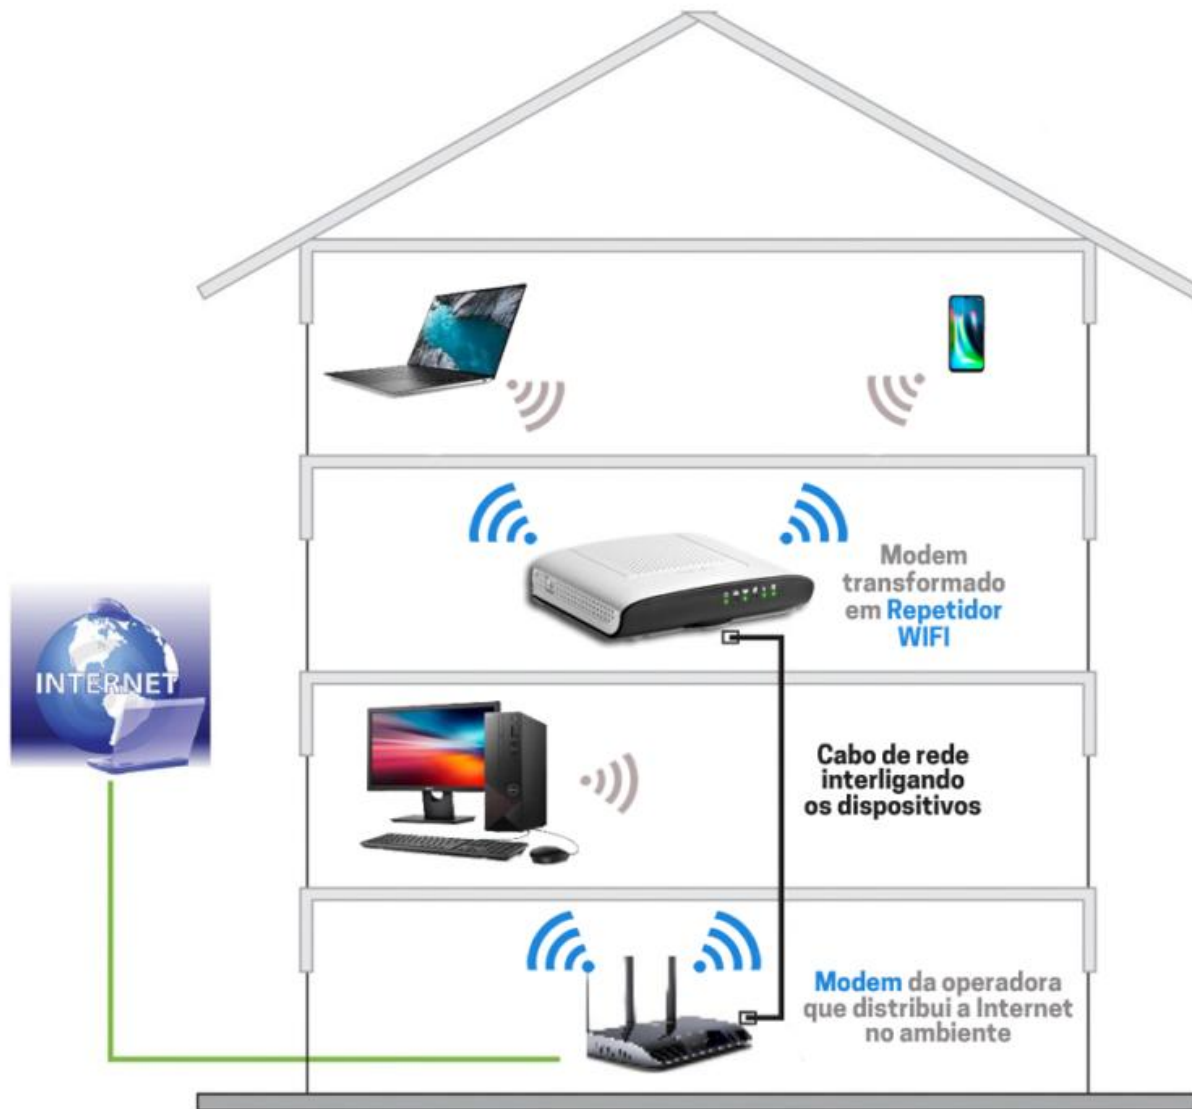 Modem
transformado
em Repetidor
WIFI
INTERNET
Cabo de rede
interligando
os dispositivos
Modem da operadora
que distribui a Internet
no ambiente